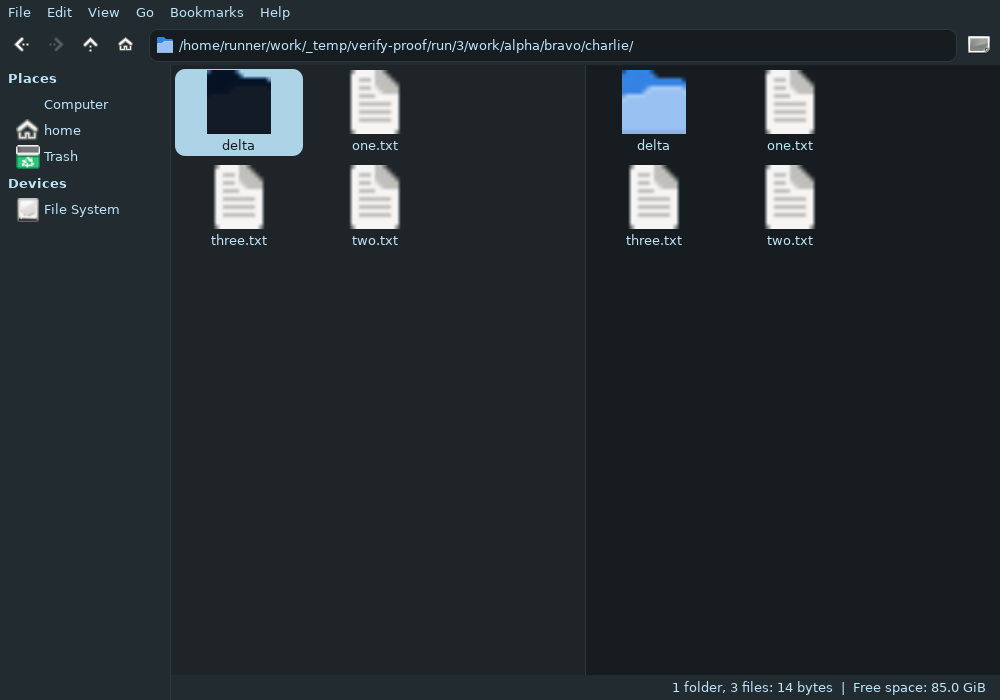 File Edit View Go Bookmarks Help
/home/runner/work/_temp/verify-proof/run/3/work/alpha/bravo/charlie/
Places
Computer
home
Trash
Devices
File System
delta one.txt
three.txt two.txt
delta one.txt
three.txt two.txt
1 folder, 3 files: 14 bytes | Free space: 85.0 GiB